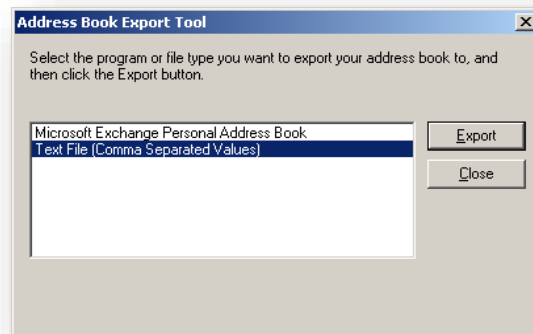 Address Book Export Tool
Select the program or file type you want to export your address book to, and
then click the Export button.
Microsoft Exchange Personal Address Book
Text File (Comma Separated Values)
Export
Close